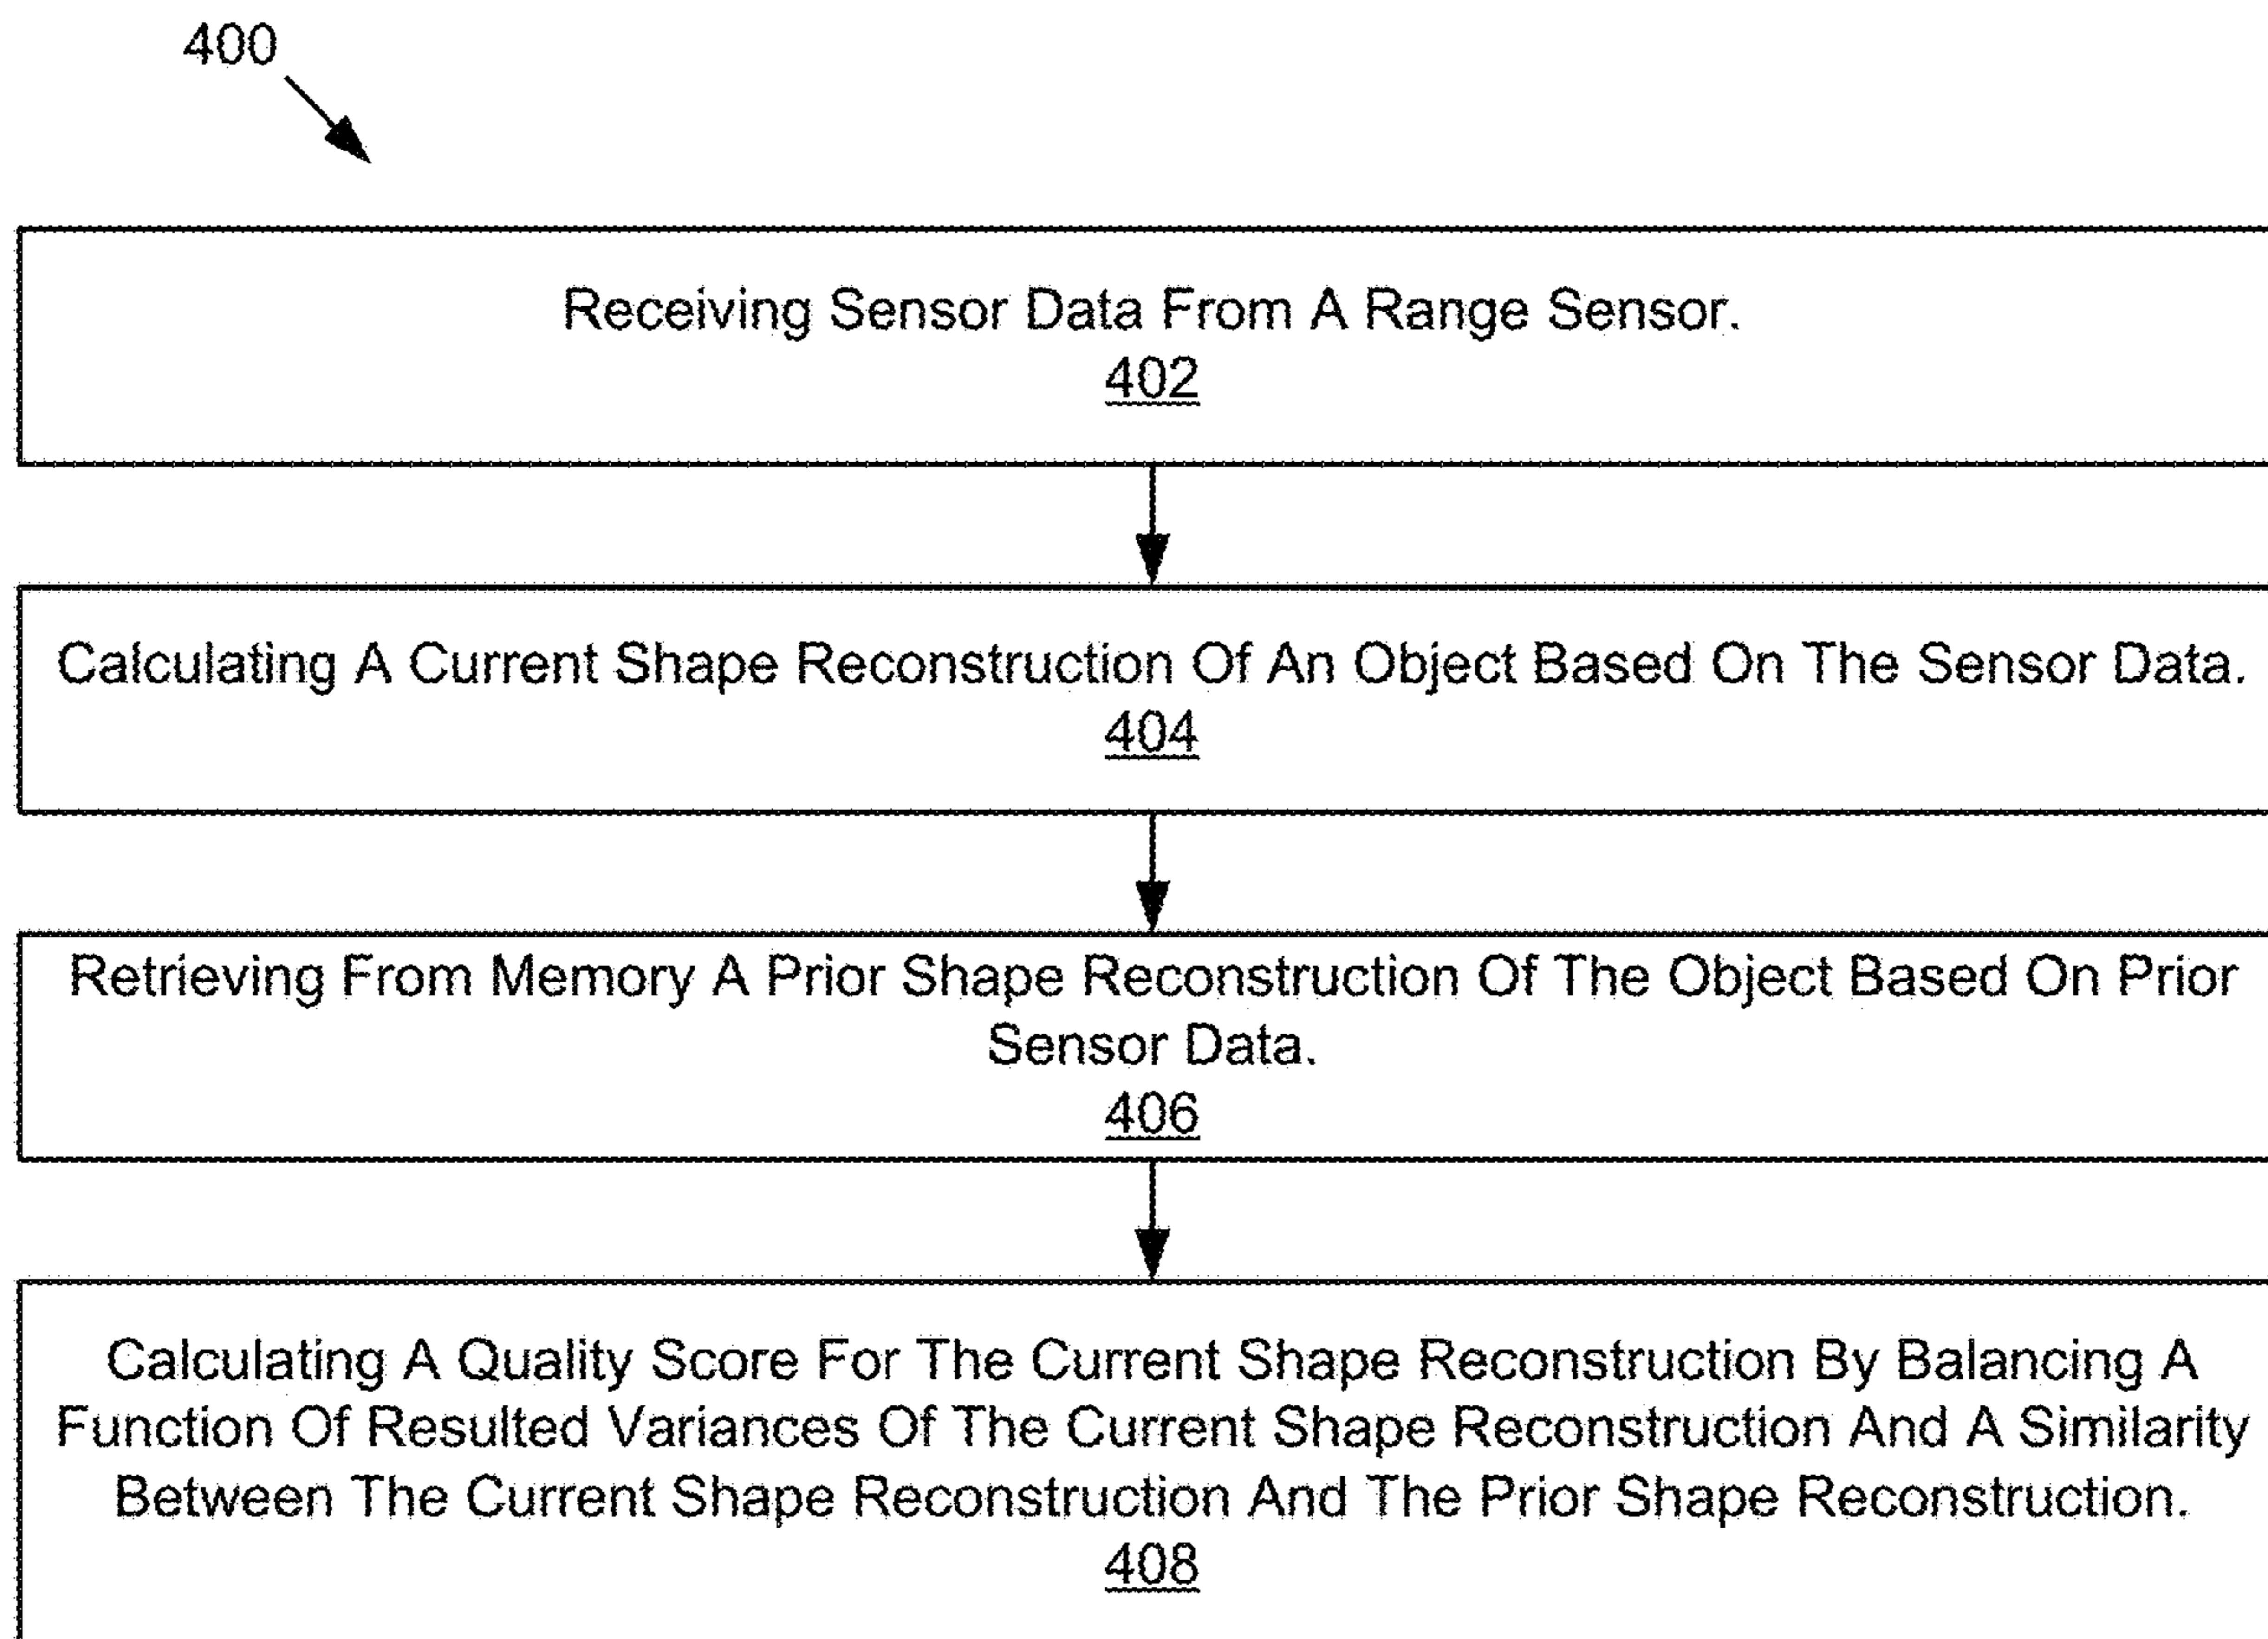 400
Receiving Sensor Data From A Range Sensor.
402
Calculating A Current Shape Reconstruction Of An Object Based On The Sensor Data.
404
Retrieving From Memory A Prior Shape Reconstruction Of The Object Based On Prior
Sensor Data.
406
Calculating A Quality Score For The Current Shape Reconstruction By Balancing A
Function Of Resulted Variances Of The Current Shape Reconstruction And A Similarity
Between The Current Shape Reconstruction And The Prior Shape Reconstruction.
408